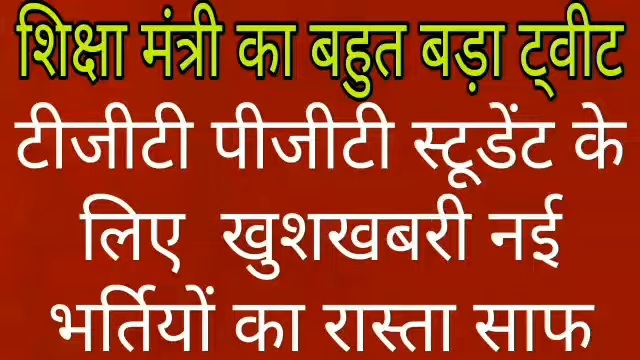 शिक्षा मंत्री का बहुत बड़ा ट्वीट
टीजीटी पीजीटी स्टूडेंट के
लिए खुशखबरी नई
भर्तियों का रास्ता साफ